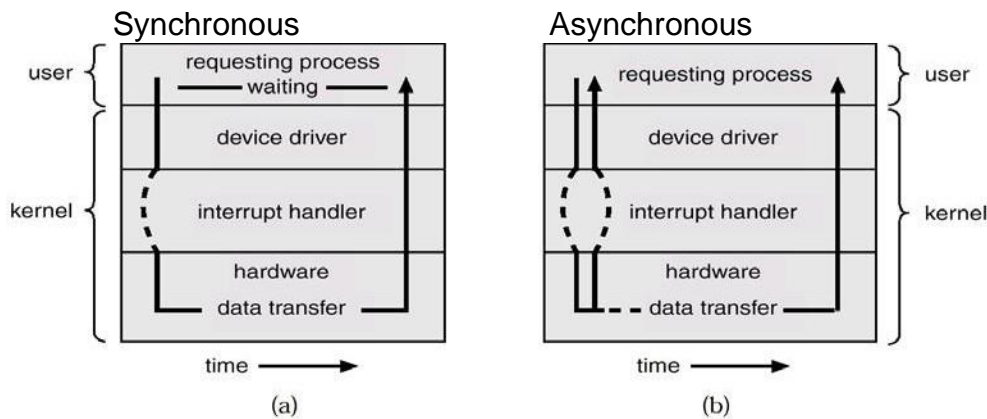 Synchronous
user
requesting process
waiting
device driver
kernel
interrupt handler
hardware
data transfer
time
(a)
Asynchronous
requesting process
user
device driver
interrupt handler
kernel
hardware
data transfer
time
(b)